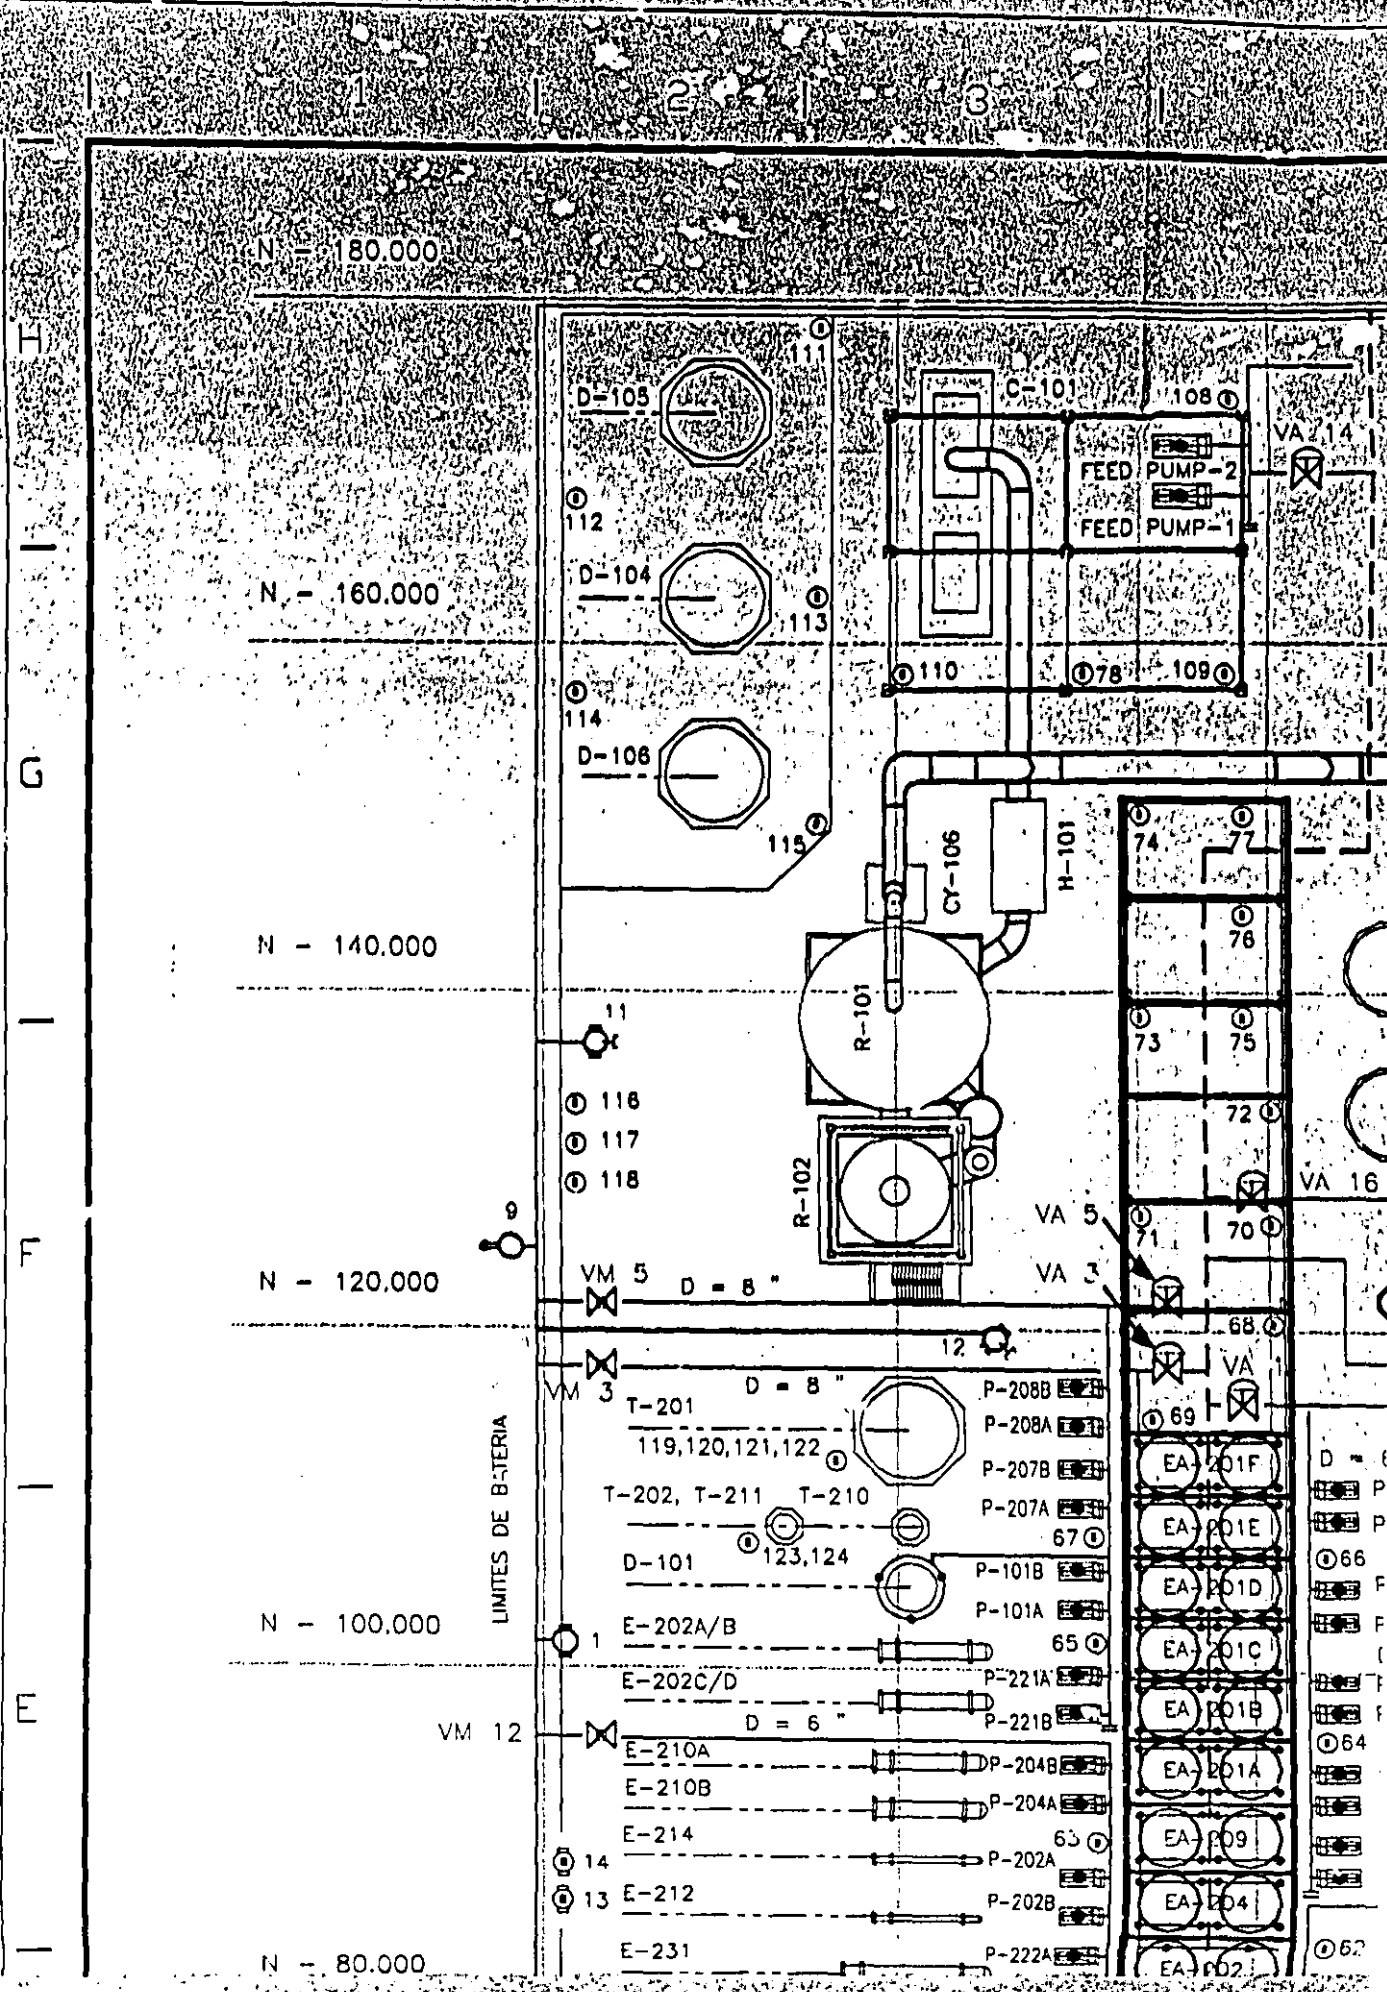 1 2 3
N - 180.000
H
111
D-105
C-101
108
VA 14
FEED PUMP-2
112
FEED PUMP-1
D-104
N - 160.000
113
110 78 109
114
D-106
G
115
CY-106
H-101
74 77
76
N - 140.000
R-101
11
73 75
116
72
117
118
R-102
VA 16
9
VA 5
71 70
F
N - 120.000
VM 5 D = 8 "
VA 3
68
12
VM 3 D = 8 "
VA 1
P-208B
T-201
69
P-208A
119,120,121,122
LIMITES DE
EA-201F
D = 6
P-207B
T-202, T-211 T-210
P-207A
EA-201E
67
123,124
D-101
P-101B
66
EA-201D
P-101A
N - 100.000
E-202A/B
1
65
EA-201C
E-202C/D
P-221A
E
D = 6 "
P-221B
EA-201B
VM 12
64
E-210A
P-204B
EA-201A
E-210B
P-204A
E-214
63
EA-209
14
P-202A
13
E-212
P-202B
EA-204
E-231
P-222A
62
N - 80.000